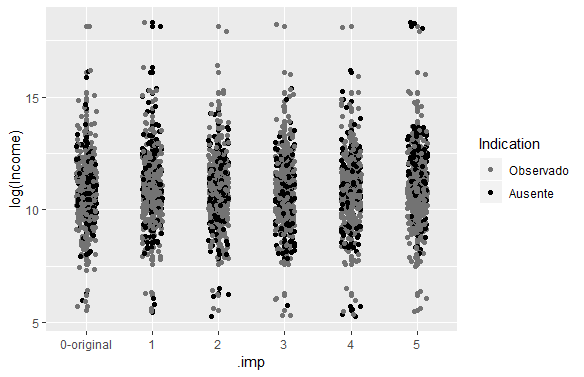 log(Income)
15
10
5
0-original
1
2
3
4
5
.imp
Indication
Observado
Ausente